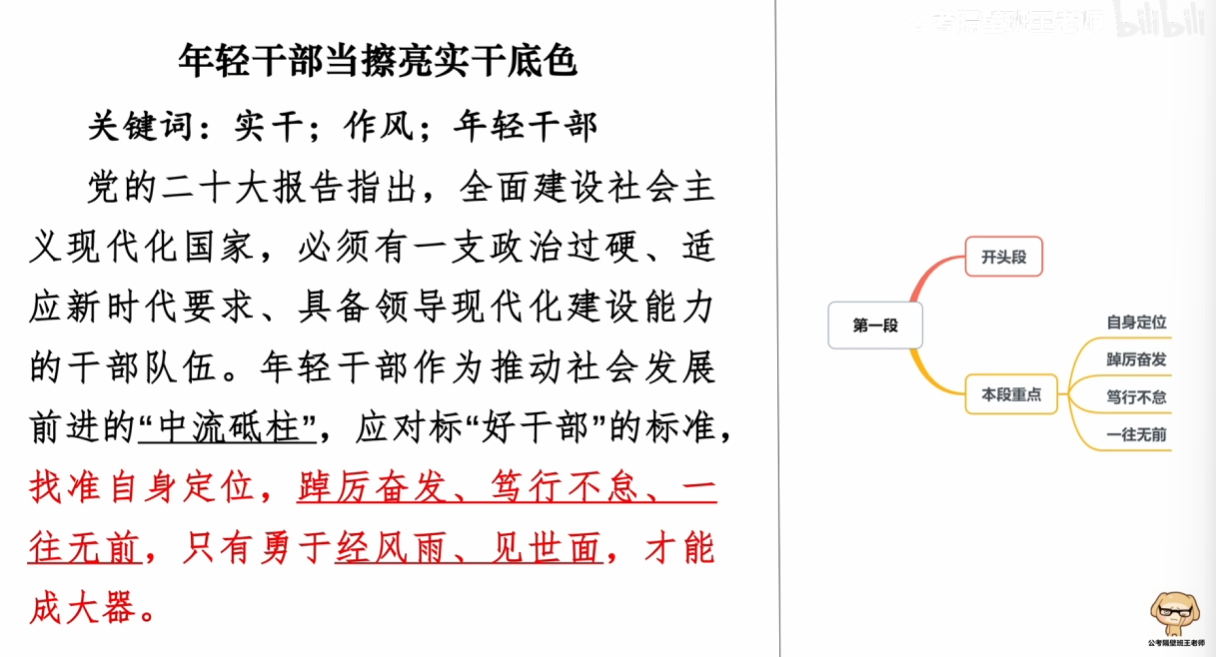 年轻干部当擦亮实干底色
关键词：实干；作风；年轻干部
党的二十大报告指出，全面建设社会主
义现代化国家，必须有一支政治过硬、适
应新时代要求、具备领导现代化建设能力
的干部队伍。年轻干部作为推动社会发展
前进的“中流砥柱”，应对标“好干部”的标准，
找准自身定位，踔厉奋发、笃行不怠、一
往无前，只有勇于经风雨、见世面，才能
成大器。
公考隔壁班王老师
bilibili
开头段
第一段
本段重点
自身定位
踔厉奋发
笃行不怠
一往无前
公考隔壁班王老师